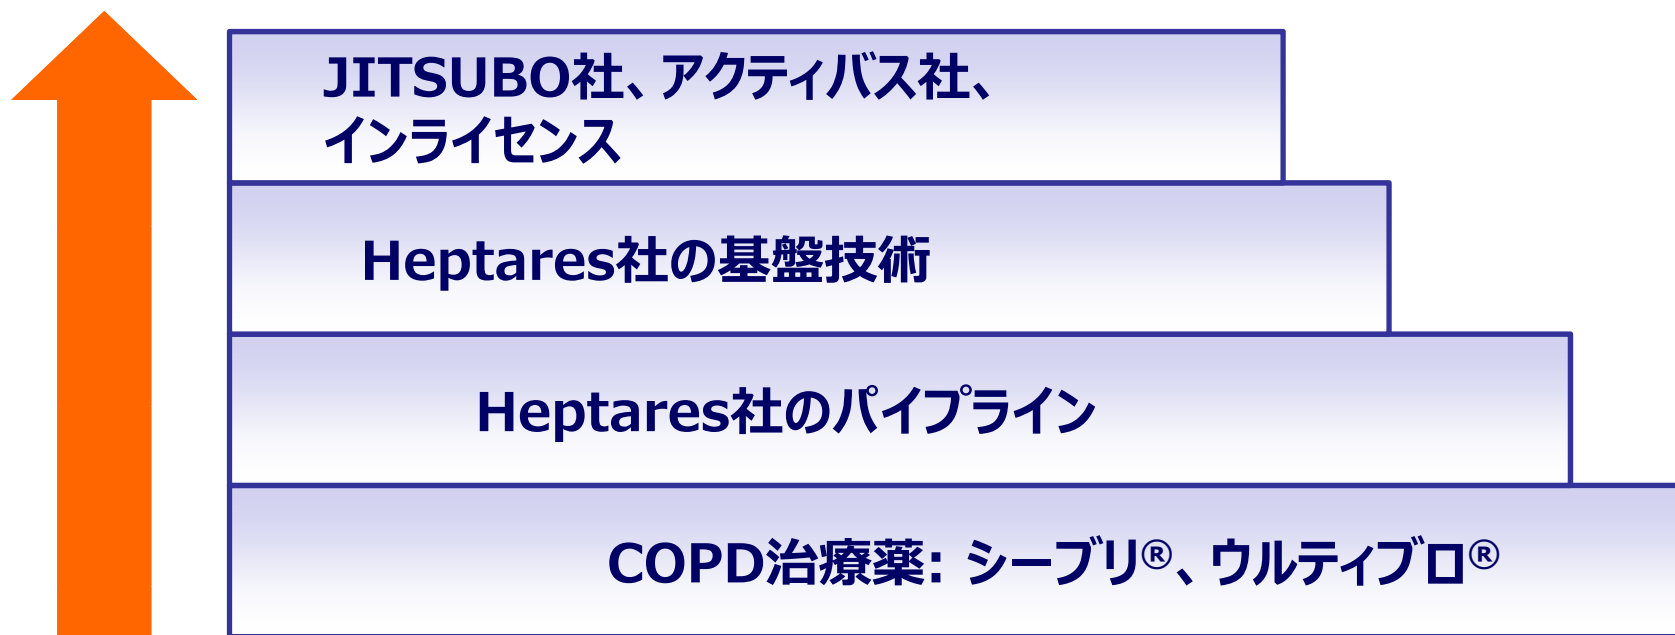 JITSUBO社、アクティバス社、
インライセンス
Heptares社の基盤技術
Heptares社のパイプライン
COPD治療薬: シーブリ®、ウルティブロ®